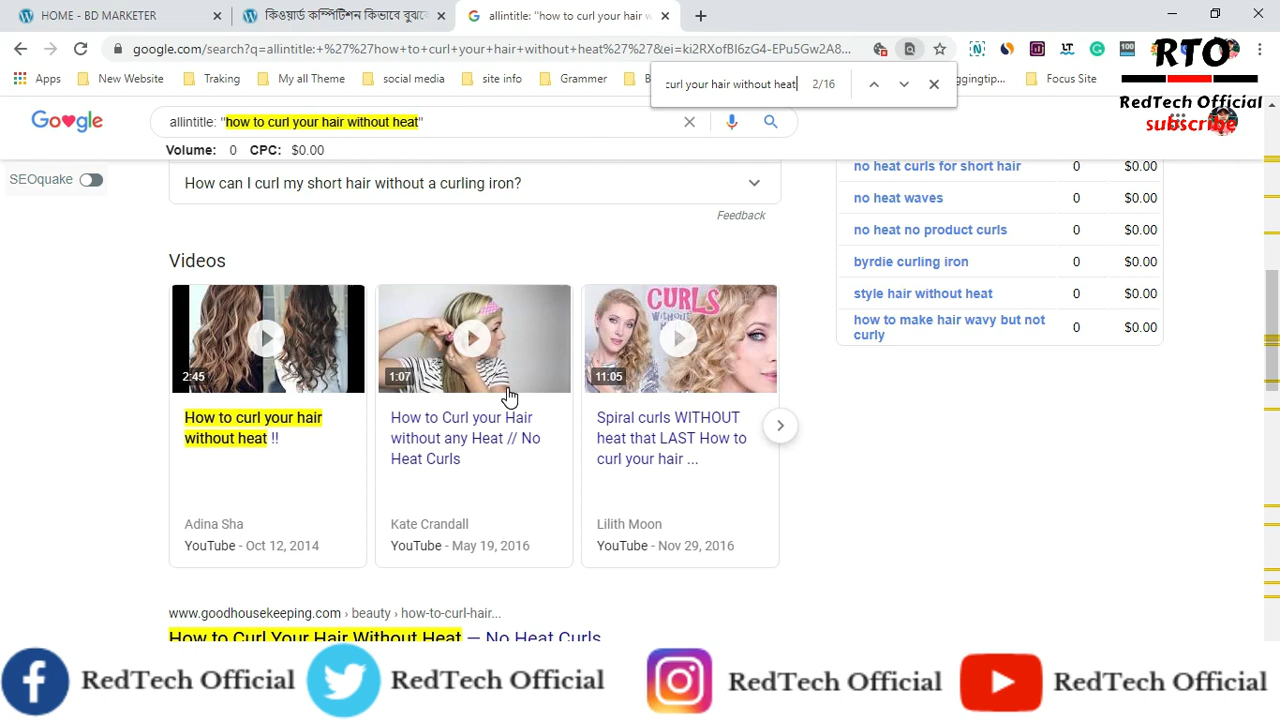 HOME - BD MARKETER
কিওয়ার্ড কম্পিটিশন কিভাবে বুঝবে
allintitle: "how to curl your hair w
google.com/search?q=allintitle:+%27%27how+to+curl+your+hair+without+heat%27%27&ei=ki2RXofBI6zG4-EPu5Gw2A8...
Apps
New Website
Traking
My all Theme
social media
site info
Grammer
Focus Site
curl your hair without heat
2/16
RTO
RedTech Official
subscribe
Google
allintitle: "how to curl your hair without heat"
Volume: 0 CPC: $0.00
SEOquake
How can I curl my short hair without a curling iron?
Feedback
no heat curls for short hair 0 $0.00
no heat waves 0 $0.00
no heat no product curls 0 $0.00
byrdie curling iron 0 $0.00
style hair without heat 0 $0.00
how to make hair wavy but not
curly 0 $0.00
Videos
CURLS
WITHOUT
2:45
1:07
11:05
How to curl your hair
without heat !!
Adina Sha
YouTube - Oct 12, 2014
How to Curl your Hair
without any Heat // No
Heat Curls
Kate Crandall
YouTube - May 19, 2016
Spiral curls WITHOUT
heat that LAST How to
curl your hair ...
Lilith Moon
YouTube - Nov 29, 2016
www.goodhousekeeping.com › beauty › how-to-curl-hair...
How to Curl Your Hair Without Heat — No Heat Curls
RedTech Official
RedTech Official
RedTech Official
RedTech Official